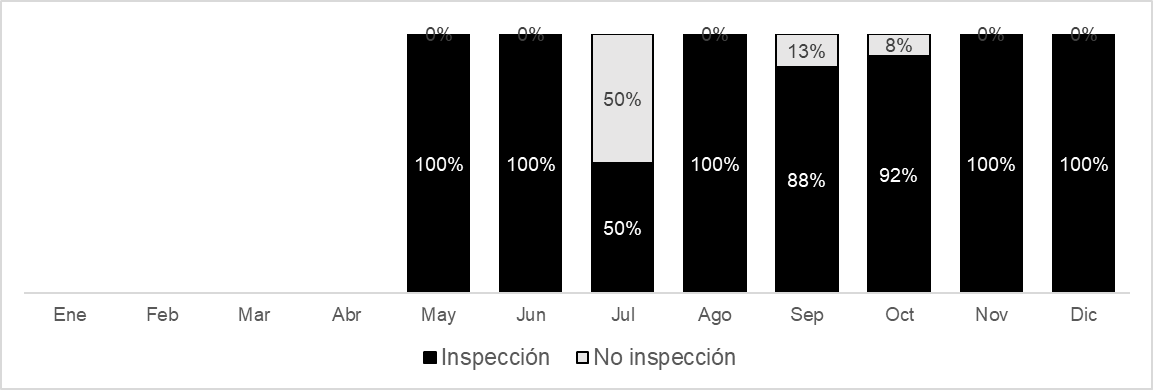 0% 0% 0% 13% 8% 0% 0%
50%
100% 100% 100% 88% 92% 100% 100%
50%
Ene Feb Mar Abr May Jun Jul Ago Sep Oct Nov Dic
Inspección No inspección